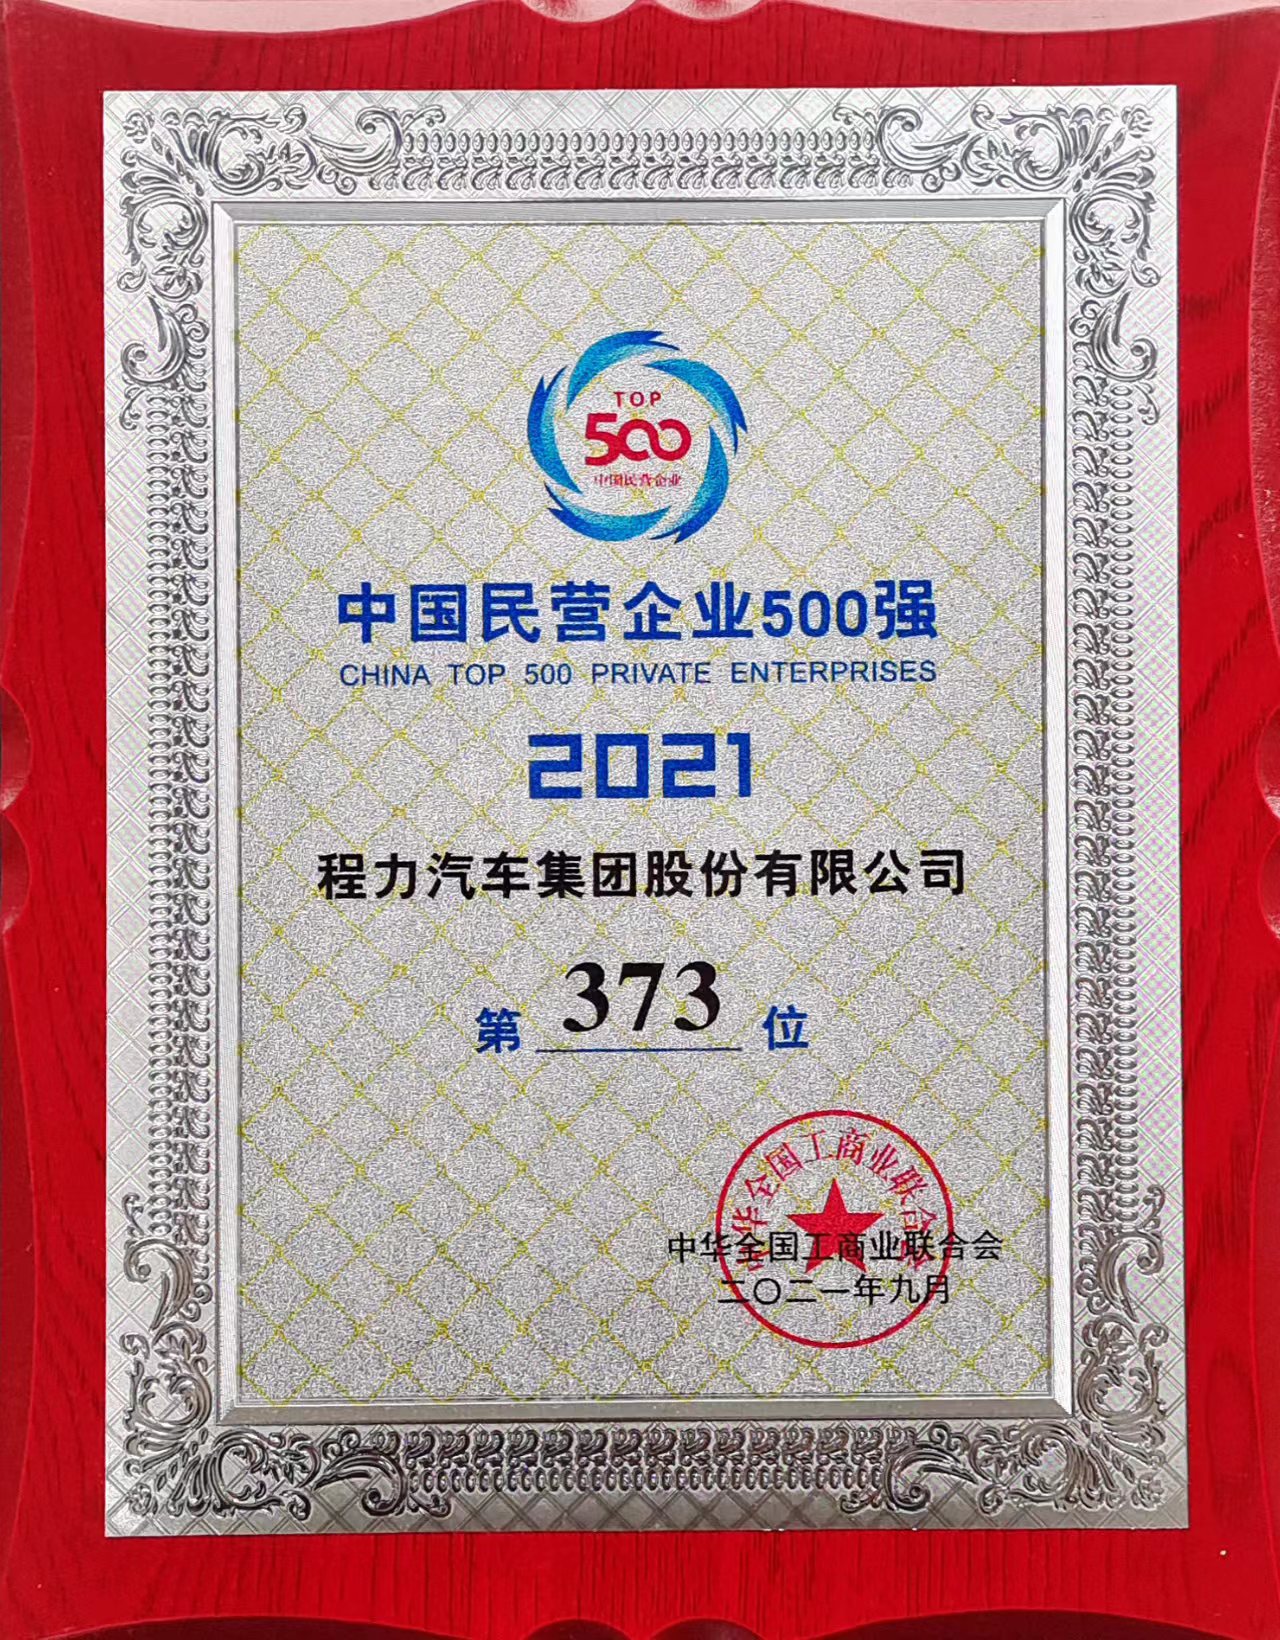 TOP
500
中国民营企业
中国民营企业500强
CHINA TOP 500 PRIVATE ENTERPRISES
2021
程力汽车集团股份有限公司
第 373 位
中华全国工商业联合会
中华全国工商业联合会
二〇二一年九月